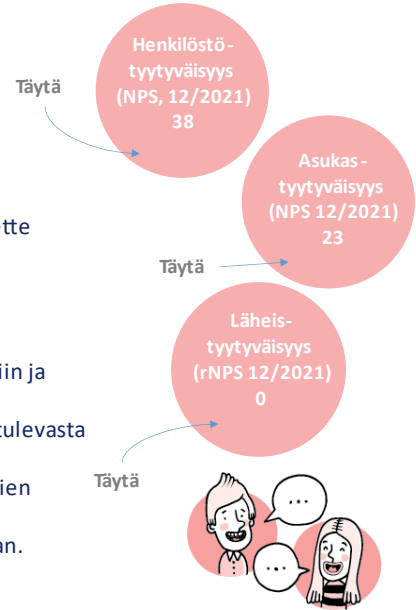 Henkilöstö-
tyytyväisyys
(NPS, 12/2021)
38
Täytä
Asukas-
tyytyväisyys
(NPS 12/2021)
23
Täytä
Läheis-
tyytyväisyys
(rNPS 12/2021)
0
Täytä
ette
iin ja
tulevasta
ien
an.